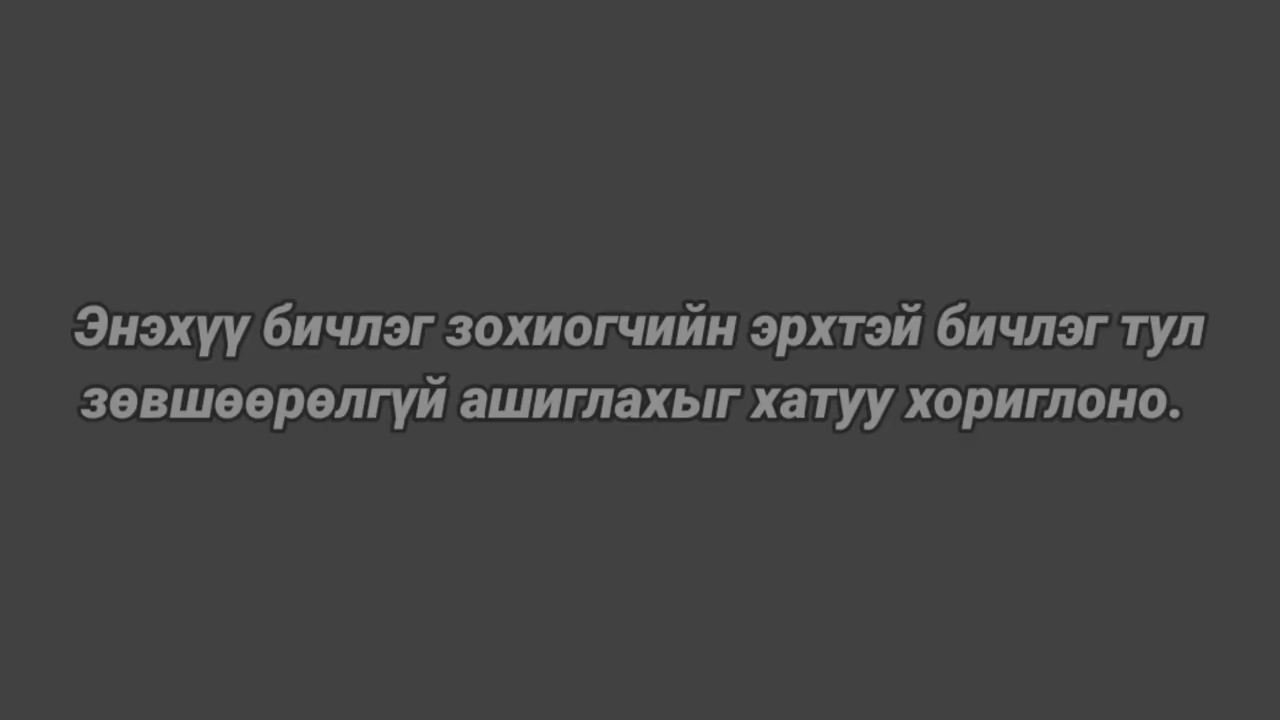 Энэхүү бичлэг зохиогчийн эрхтэй бичлэг тул
зөвшөөрөлгүй ашиглахыг хатуу хориглоно.